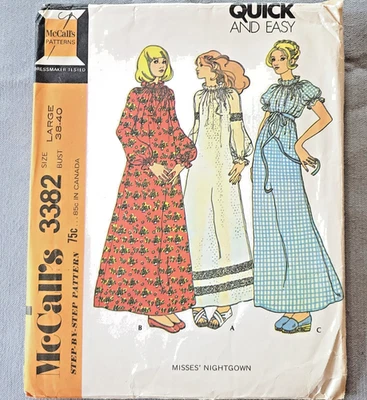 McCall's
PATTERNS
DRESSMAKER TESTED
QUICK
AND EASY
McCall's 3382
STEP-BY-STEP PATTERN 75c 85c IN CANADA
SIZE LARGE
BUST 38-40
B A C
MISSES' NIGHTGOWN